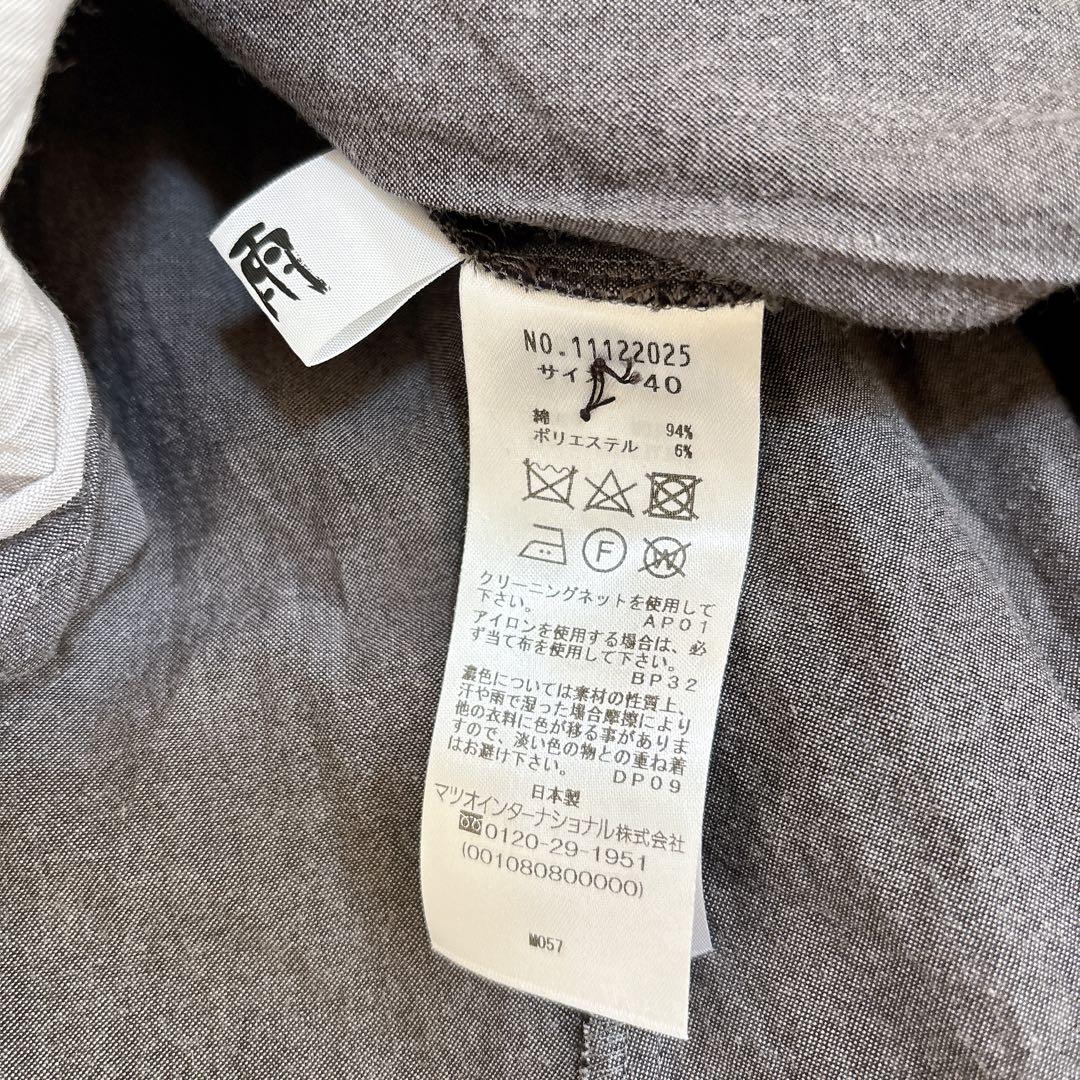 NO.11122025
サイズ 40
綿 94%
ポリエステル 6%
F
W
クリーニングネットを使用して
下さい。 AP01
アイロンを使用する場合は、必
ず当て布を使用して下さい。
BP32
濃色については素材の性質上、
汗や雨で湿った場合摩擦により
他の衣料に色が移る事がありま
すので、淡い色の物との重ね着
はお避け下さい。 DP09
日本製
マツオインターナショナル株式会社
0120-29-1951
(001080800000)
M057